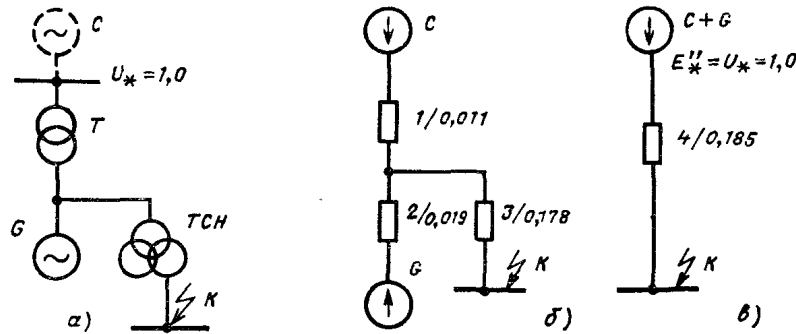 C
U* = 1,0
T
G
TCH
K
а)
C
1/0,011
2/0,019
3/0,178
G
K
б)
C + G
E*" = U* = 1,0
4/0,185
K
в)